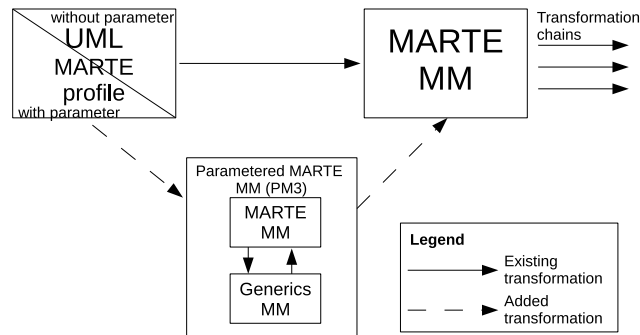 without parameter
UML
MARTE
profile
with parameter
MARTE
MM
Transformation
chains
Parametered MARTE
MM (PM3)
MARTE
MM
Generics
MM
Legend
Existing
transformation
Added
transformation